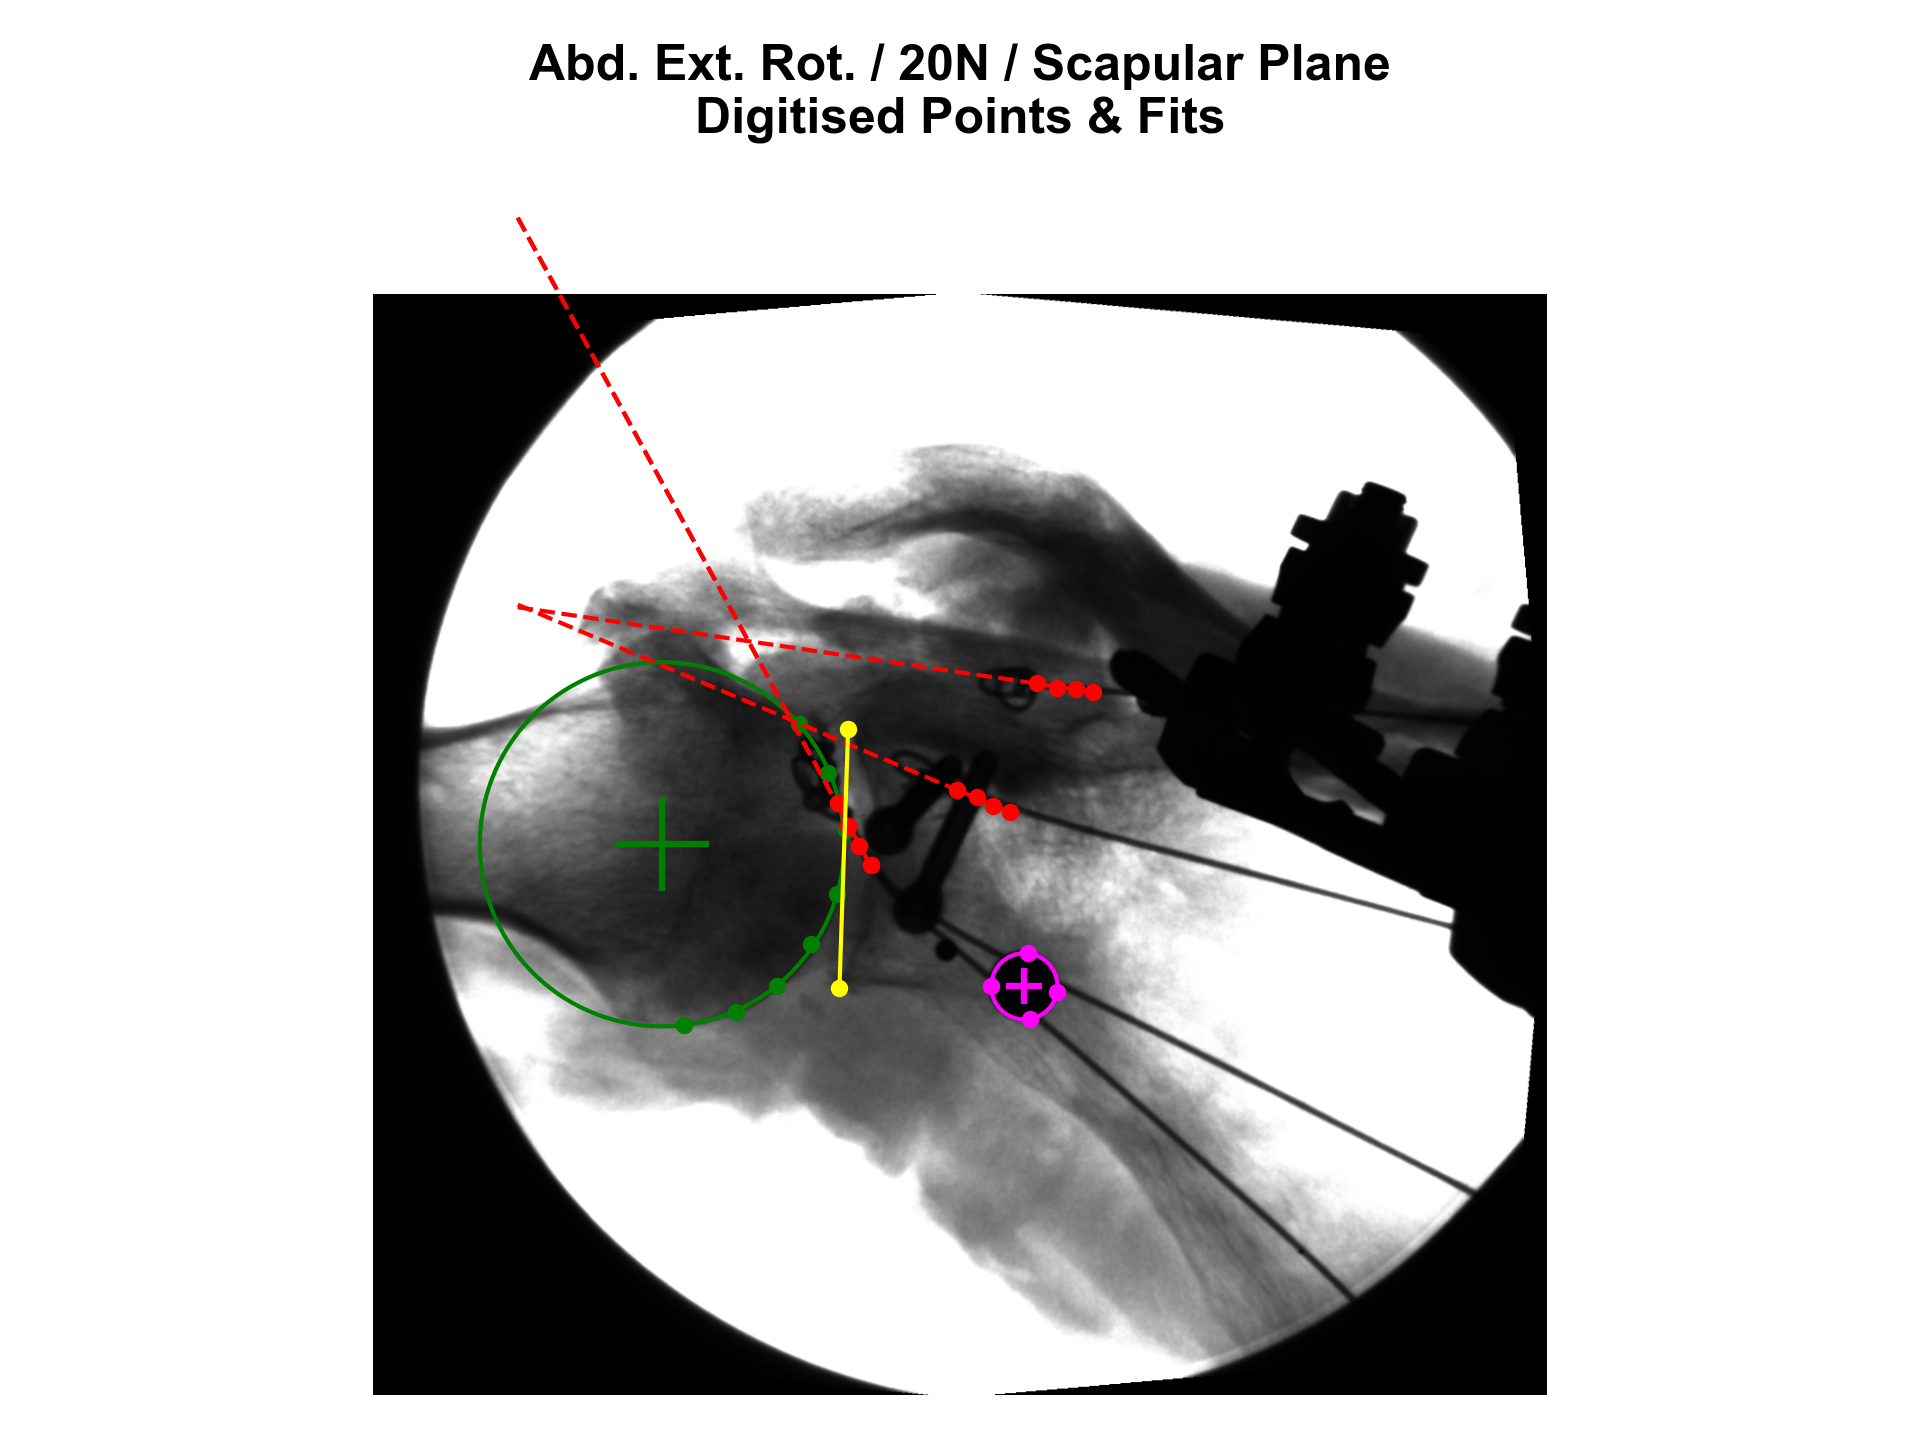 Abd. Ext. Rot. / 20N / Scapular Plane
Digitised Points & Fits